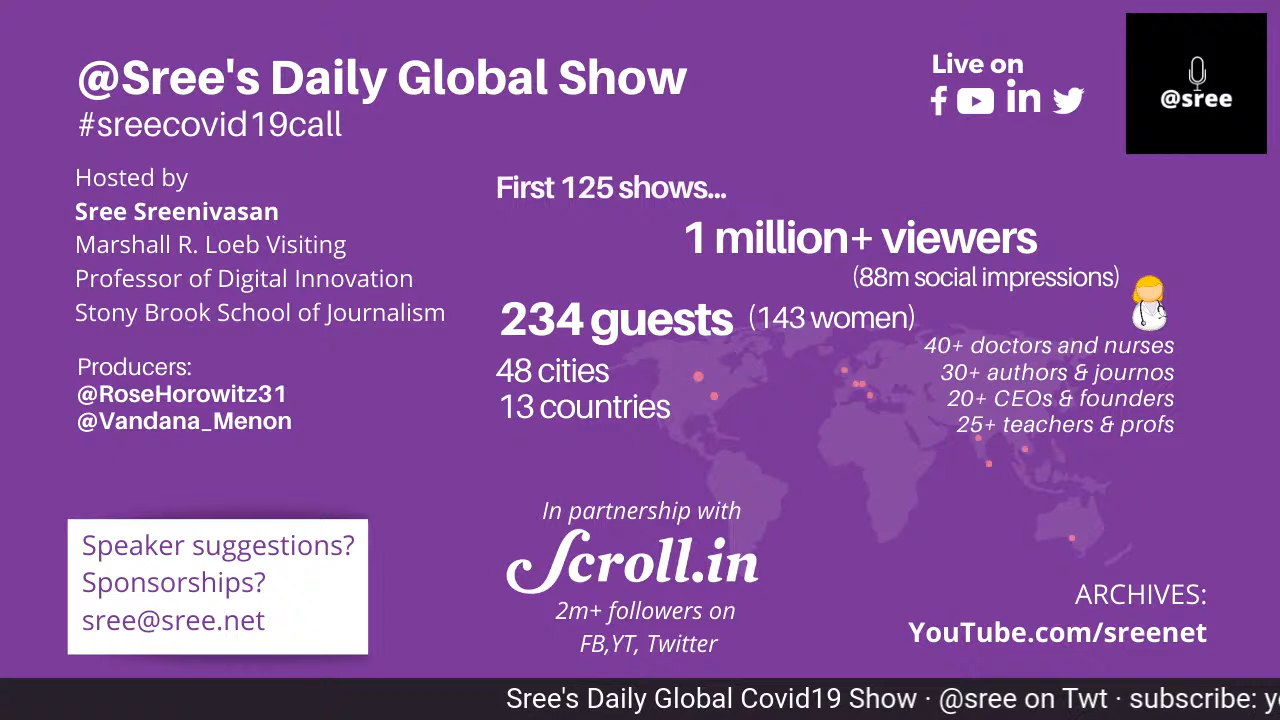 @Sree's Daily Global Show
#sreecovid19call
Live on
@sree
Hosted by
Sree Sreenivasan
Marshall R. Loeb Visiting
Professor of Digital Innovation
Stony Brook School of Journalism
Producers:
@RoseHorowitz31
@Vandana_Menon
First 125 shows...
1 million+ viewers
(88m social impressions)
234 guests (143 women)
48 cities
13 countries
40+ doctors and nurses
30+ authors & journos
20+ CEOs & founders
25+ teachers & profs
Speaker suggestions?
Sponsorships?
sree@sree.net
In partnership with
Scroll.in
2m+ followers on
FB,YT, Twitter
ARCHIVES:
YouTube.com/sreenet
Sree's Daily Global Covid19 Show · @sree on Twt · subscribe: